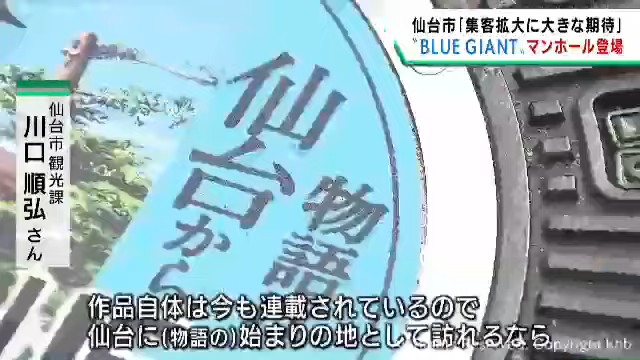 仙台市「集客拡大に大きな期待」
"BLUE GIANT"マンホール登場
仙台市観光課
川口 順弘 さん
物語
仙台から
作品自体は今も連載されているので
仙台に(物語の)始まりの地として訪れるなら
Copyright khb